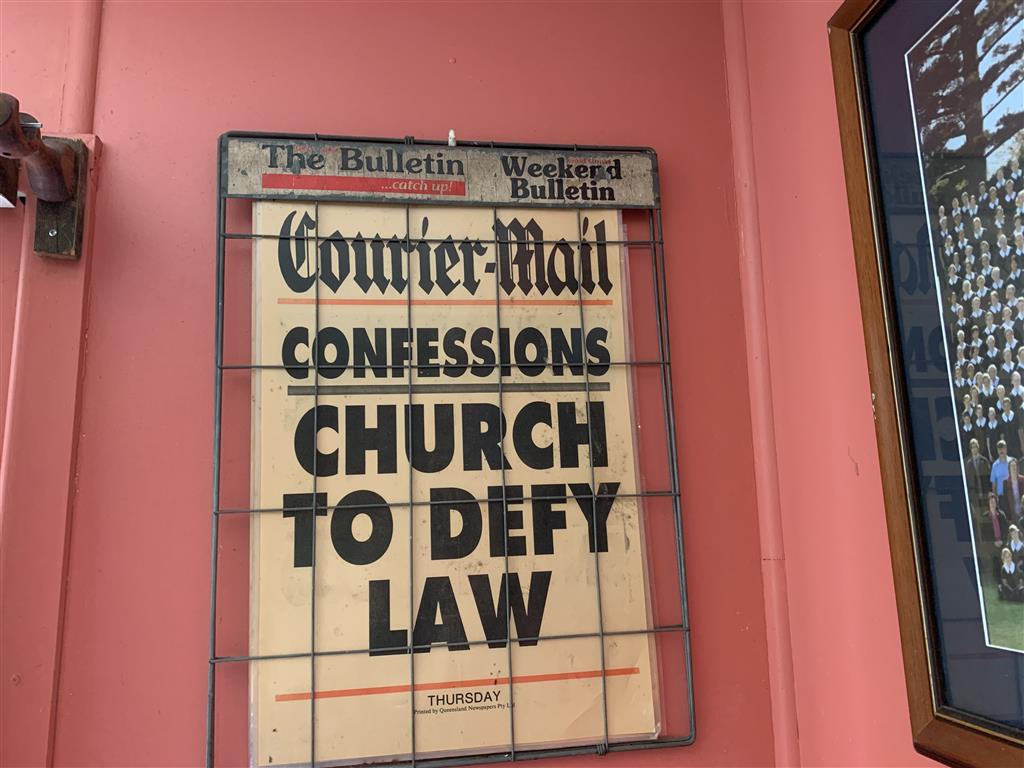 The Bulletin
...catch up!
Weekend
Bulletin
Courier-Mail
CONFESSIONS
CHURCH
TO DEFY
LAW
THURSDAY
Printed by Queensland Newspapers Pty Ltd